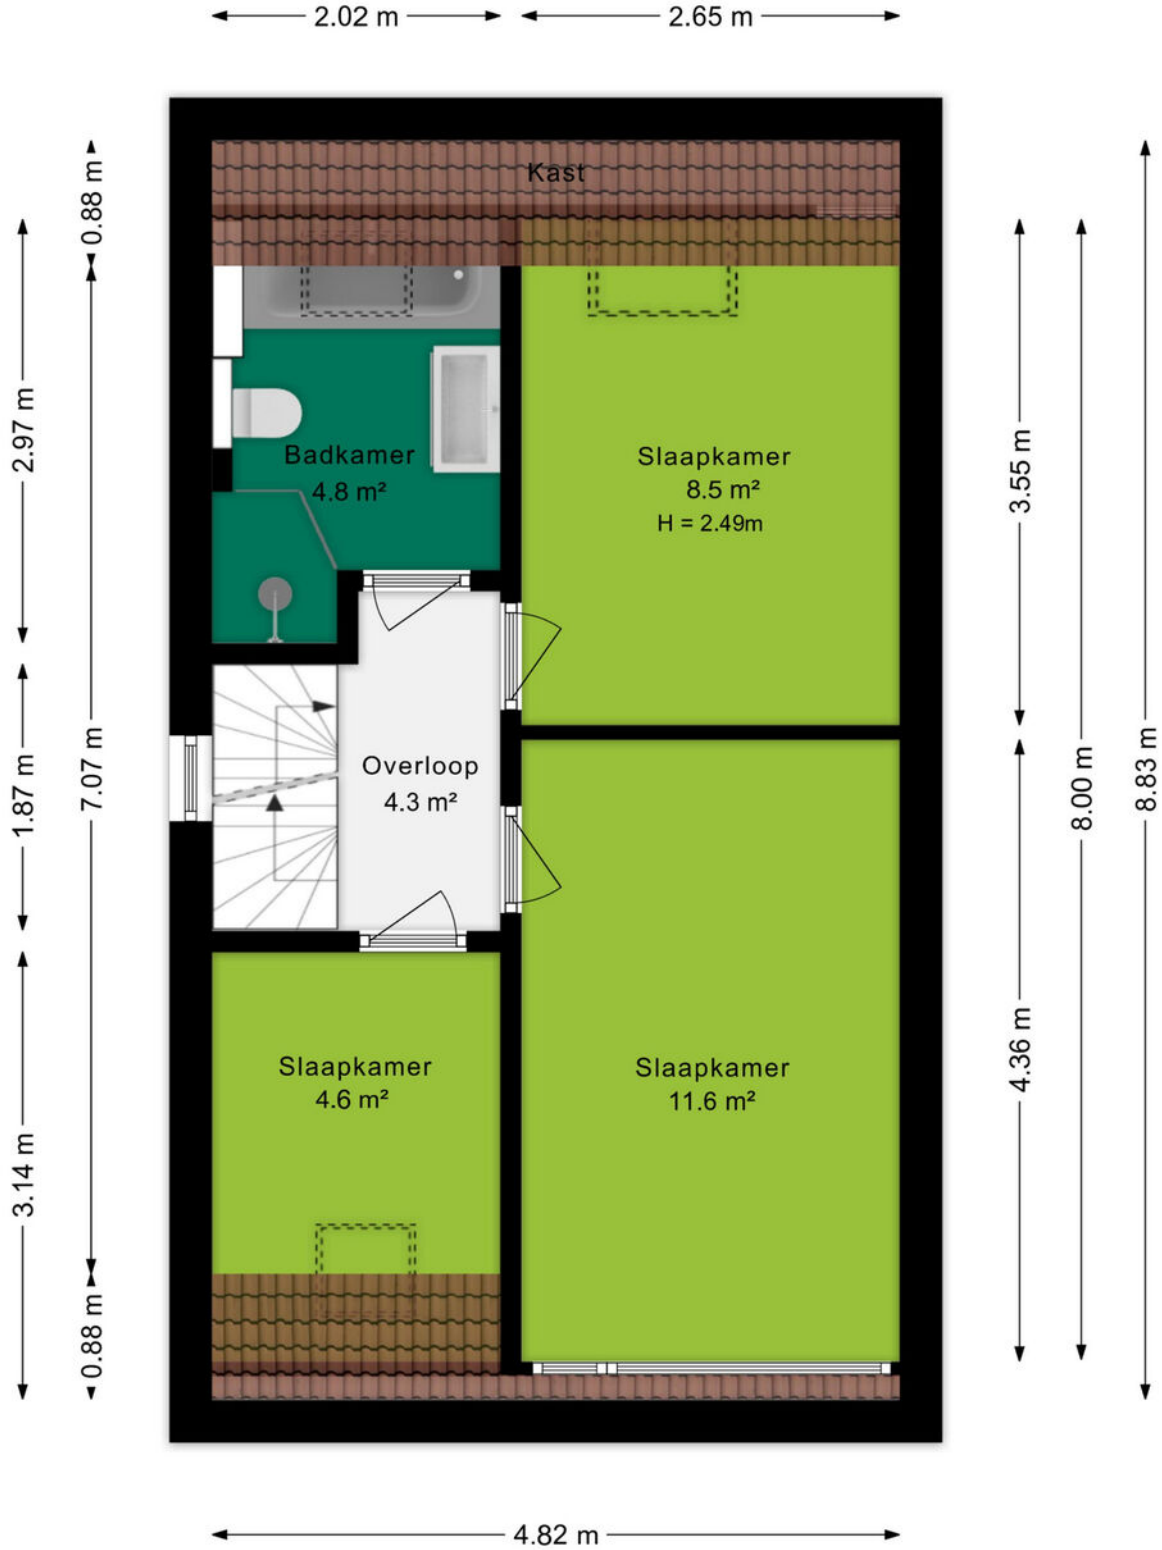 2.02 m
2.65 m
Kast
0.88 m
2.97 m
Badkamer
4.8 m²
Slaapkamer
8.5 m²
H = 2.49m
3.55 m
1.87 m
7.07 m
Overloop
4.3 m²
8.00 m
8.83 m
Slaapkamer
4.6 m²
Slaapkamer
11.6 m²
4.36 m
3.14 m
0.88 m
4.82 m